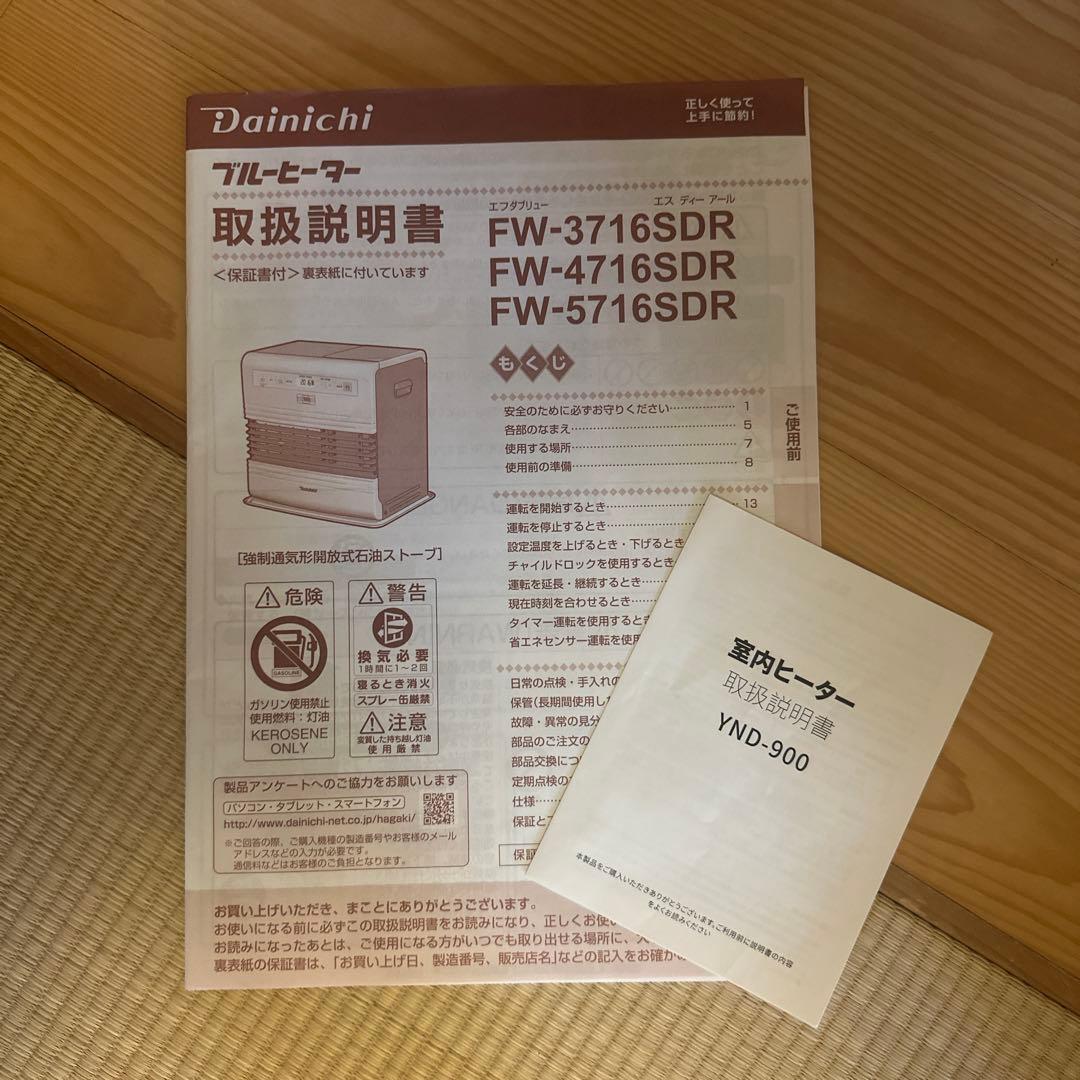 Dainichi
正しく使って
上手に節約!
ブルーヒーター
取扱説明書
<保証書付>裏表紙に付いています
エフダブリュー エス ディー アール
FW-3716SDR
FW-4716SDR
FW-5716SDR
もくじ
安全のために必ずお守りください 1
各部のなまえ 5
使用する場所 7
使用前の準備 8
ご使用前
運転を開始するとき 13
運転を停止するとき
設定温度を上げるとき・下げるとき
チャイルドロックを使用するとき
運転を延長・継続するとき
現在時刻を合わせるとき
タイマー運転を使用すると
省エネセンサー運転を使用
日常の点検・手入れの
保管(長期間使用し
故障・異常の見分
部品のご注文の
部品交換につ
定期点検の
仕様
保証とア
保証
[強制通気形開放式石油ストーブ]
危険
GASOLINE
ガソリン使用禁止
使用燃料:灯油
KEROSENE
ONLY
警告
換気必要
1時間に1~2回
寝るとき消火
スプレー缶厳禁
注意
変質した持ち越し灯油
使用厳禁
製品アンケートへのご協力をお願いします
パソコン・タブレット・スマートフォン
http://www.dainichi-net.co.jp/hagaki/
※ご回答の際、ご購入機種の製造番号やお客様のメール
アドレスなどの入力が必要です。
通信料などはお客様のご負担となります。
お買い上げいただき、まことにありがとうございます。
お使いになる前に必ずこの取扱説明書をお読みになり、正しくお使い
お読みになったあとは、ご使用になる方がいつでも取り出せる場所に、大
裏表紙の保証書は、「お買い上げ日、製造番号、販売店名」などの記入をお確かめ
室内ヒーター
取扱説明書
YND-900
本製品をご購入いただきありがとうございます。ご利用前に説明書の内容
をよくお読みください